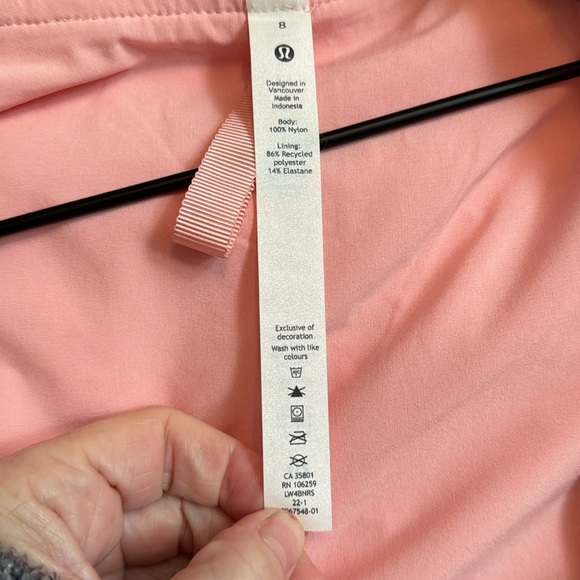 8
Designed in
Vancouver
Made in
Indonesia
Body:
100% Nylon
Lining:
86% Recycled
polyester
14% Elastane
Exclusive of
decoration
Wash with like
colours
CA 35801
RN 106259
LW4BNRS
22-1